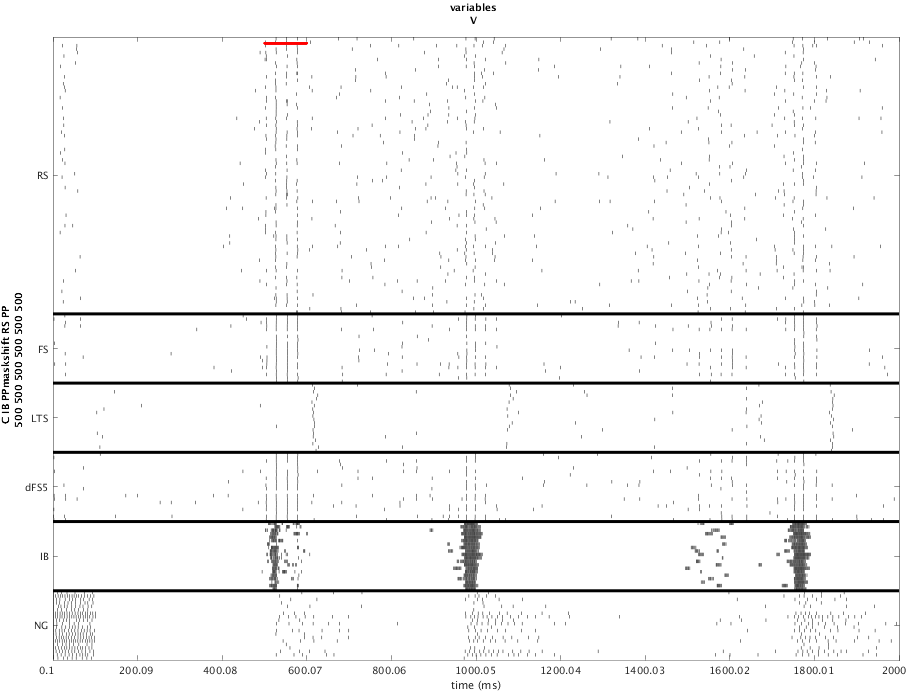 variables
V
C IB PPmaskshift RS PP
500 500 500 500 500 500 500
RS
FS
LTS
dFS5
IB
NG
0.1 200.09 400.08 600.07 800.06 1000.05 1200.04 1400.03 1600.02 1800.01 2000
time (ms)